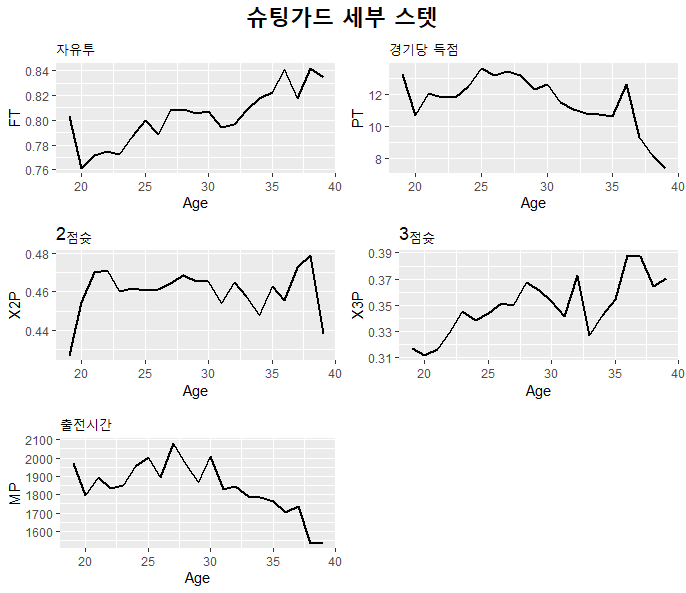 슈팅가드 세부 스텟
자유투
FT
0.84
0.82
0.80
0.78
0.76
20 25 30 35 40
Age
경기당 득점
PT
12
10
8
20 25 30 35 40
Age
2점슛
X2P
0.48
0.46
0.44
20 25 30 35 40
Age
3점슛
X3P
0.39
0.37
0.35
0.33
0.31
20 25 30 35 40
Age
출전시간
MP
2100
2000
1900
1800
1700
1600
20 25 30 35 40
Age